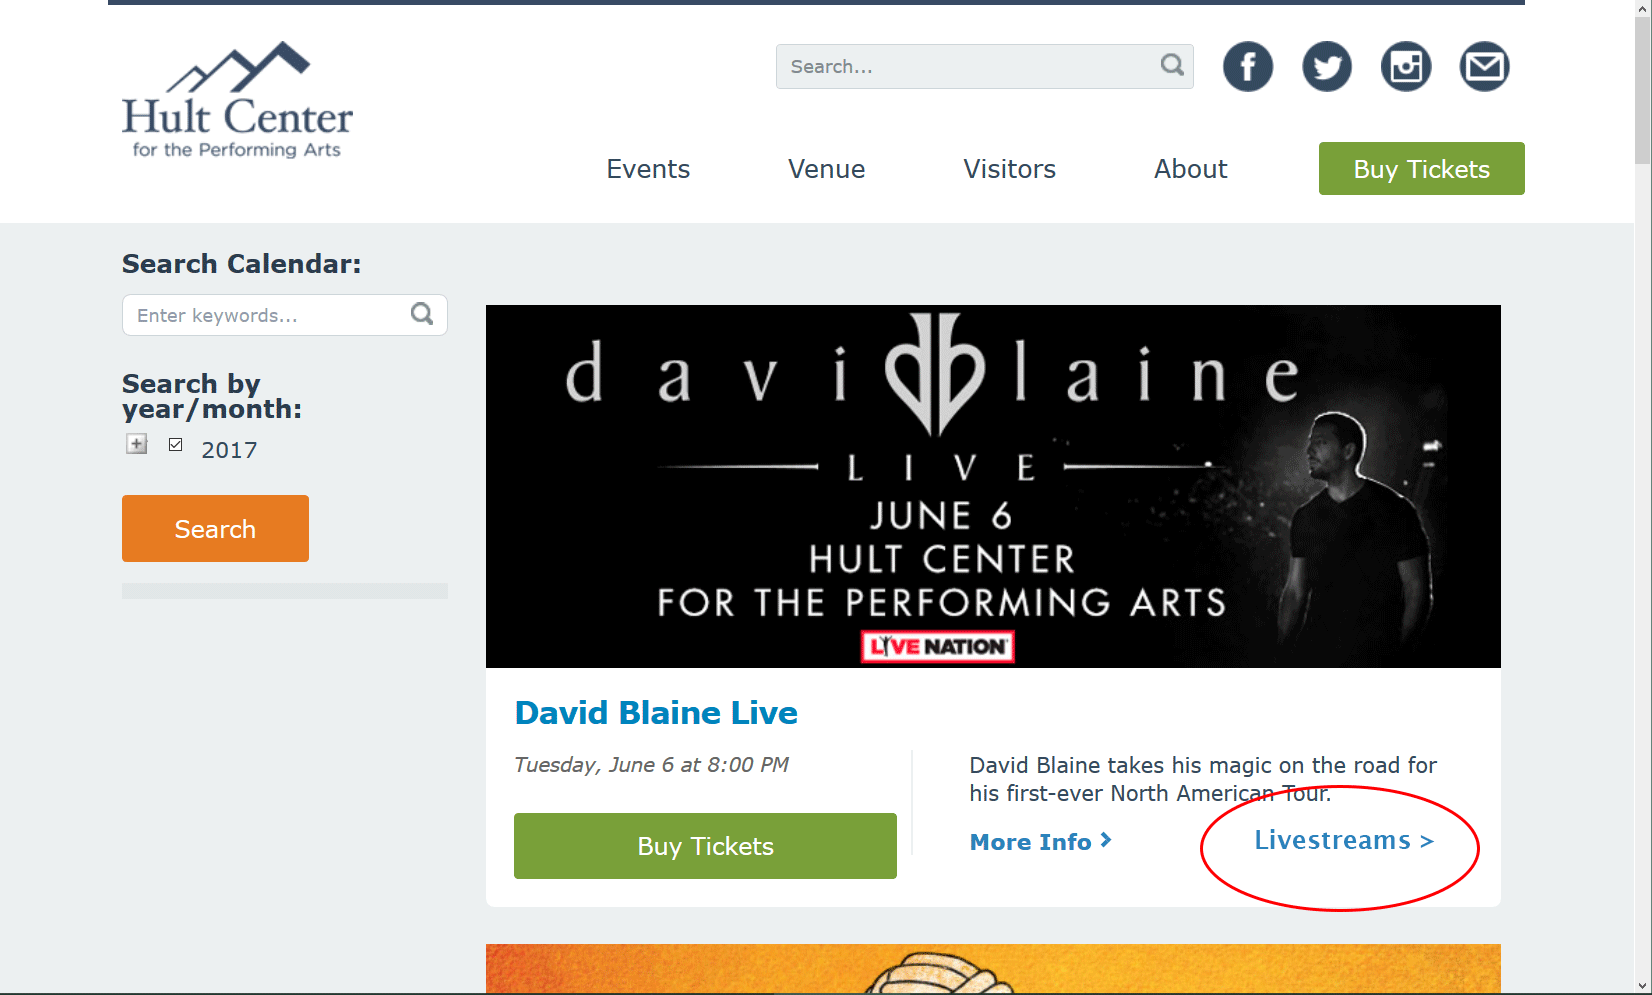 Hult Center
for the Performing Arts
Search...
Events
Venue
Visitors
About
Buy Tickets
Search Calendar:
Enter keywords...
Search by
year/month:
2017
Search
david blaine
LIVE
JUNE 6
HULT CENTER
FOR THE PERFORMING ARTS
LIVE NATION
David Blaine Live
Tuesday, June 6 at 8:00 PM
Buy Tickets
David Blaine takes his magic on the road for
his first-ever North American Tour.
More Info >
Livestreams >